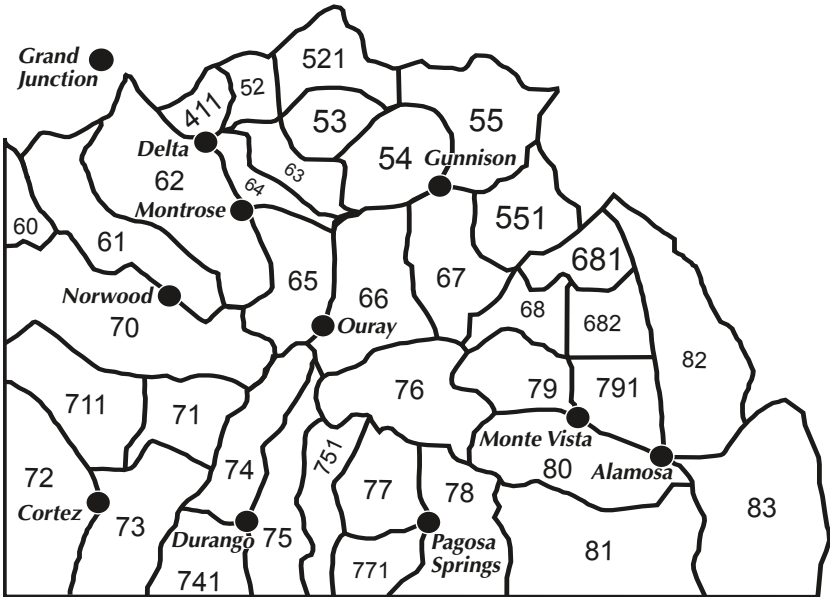 Grand
Junction
521
52
411
53
55
54
Gunnison
Delta
63
62
64
Montrose
551
60
61
681
65
67
66
Norwood
68
70
Ouray
682
82
76
79
791
711
71
Monte Vista
751
74
80
Alamosa
72
77
78
Cortez
83
73
Durango
75
Pagosa
Springs
81
771
741